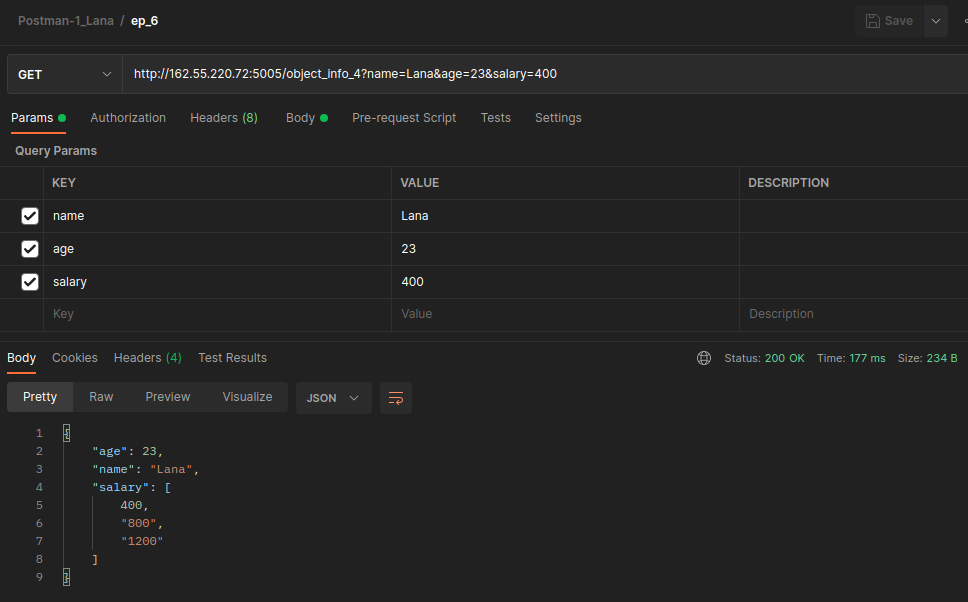 Postman-1_Lana / ep_6
Save
GET http://162.55.220.72:5005/object_info_4?name=Lana&age=23&salary=400
Params Authorization Headers (8) Body Pre-request Script Tests Settings
Query Params
KEY VALUE DESCRIPTION
name Lana
age 23
salary 400
Key Value Description
Body Cookies Headers (4) Test Results Status: 200 OK Time: 177 ms Size: 234 B
Pretty Raw Preview Visualize JSON
1 {
2 "age": 23,
3 "name": "Lana",
4 "salary": [
5 400,
6 "800",
7 "1200"
8 ]
9 }